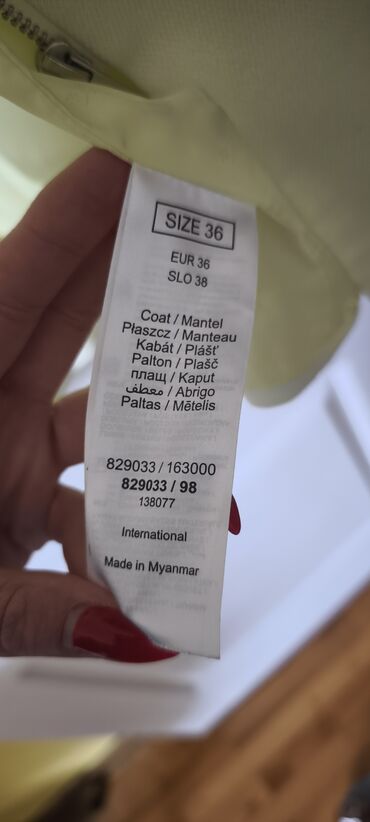 SIZE 36
EUR 36
SLO 38
Coat / Mantel
Płaszcz / Manteau
Kabát / Plášť
Palton / Plašč
плащ / Kaput
معطف / Abrigo
Paltas / Mētelis
829033 / 163000
829033 / 98
138077
International
Made in Myanmar